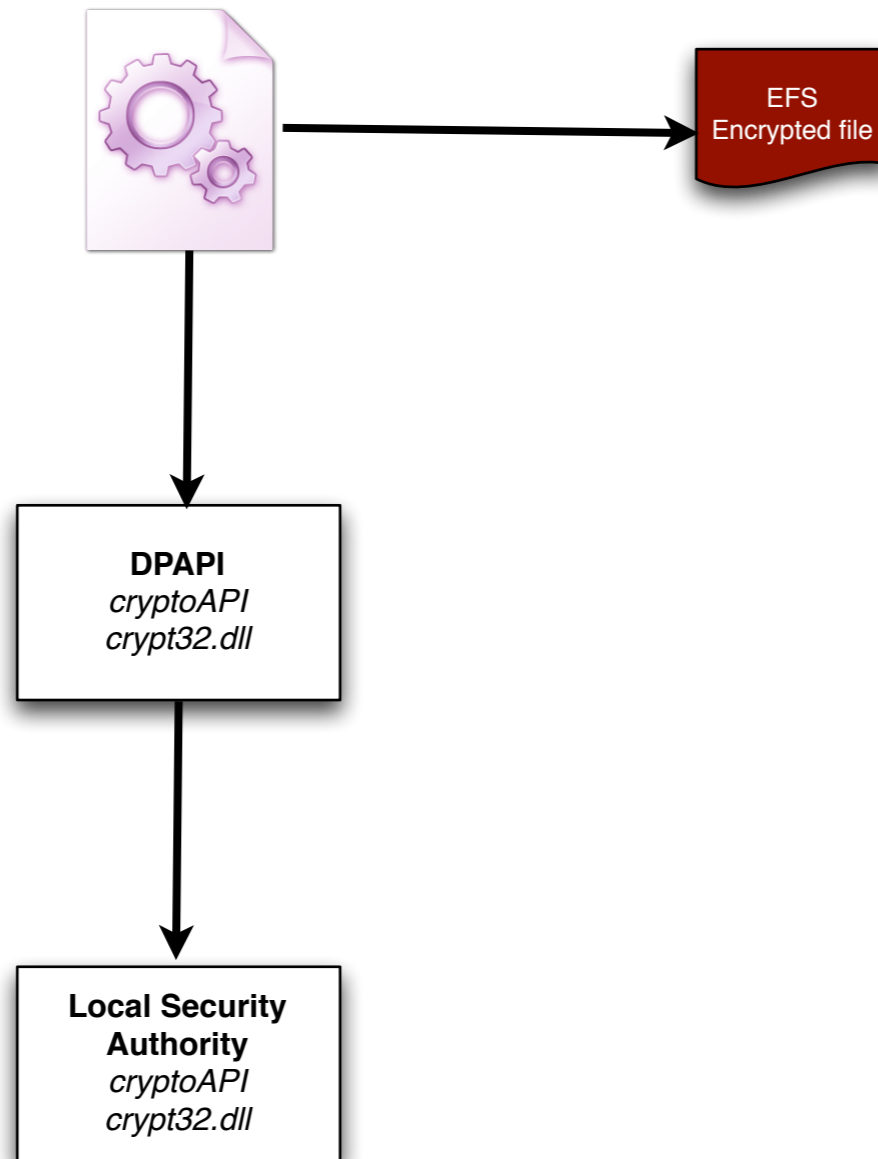 EFS
Encrypted file
DPAPI
cryptoAPI
crypt32.dll
Local Security
Authority
cryptoAPI
crypt32.dll